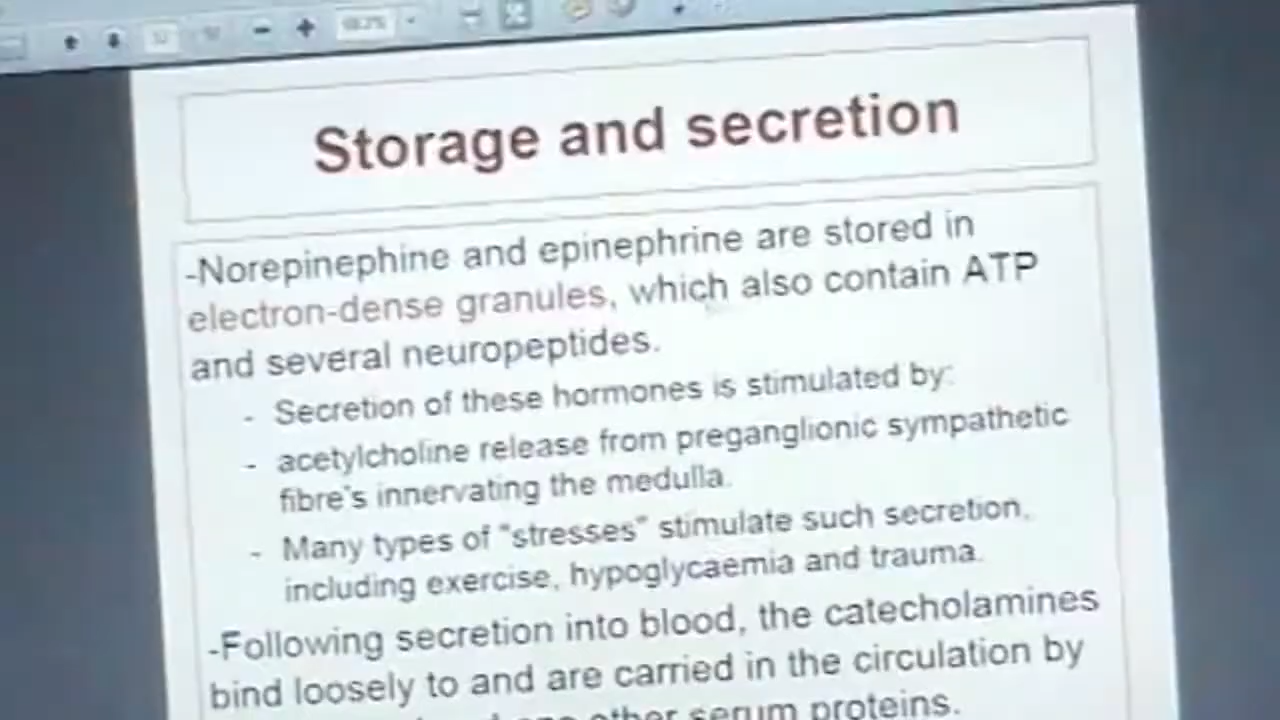 Storage and secretion
-Norepinephine and epinephrine are stored in
electron-dense granules, which also contain ATP
and several neuropeptides.
- Secretion of these hormones is stimulated by:
- acetylcholine release from preganglionic sympathetic
fibre's innervating the medulla.
- Many types of "stresses" stimulate such secretion,
including exercise, hypoglycaemia and trauma.
-Following secretion into blood, the catecholamines
bind loosely to and are carried in the circulation by
other serum proteins.